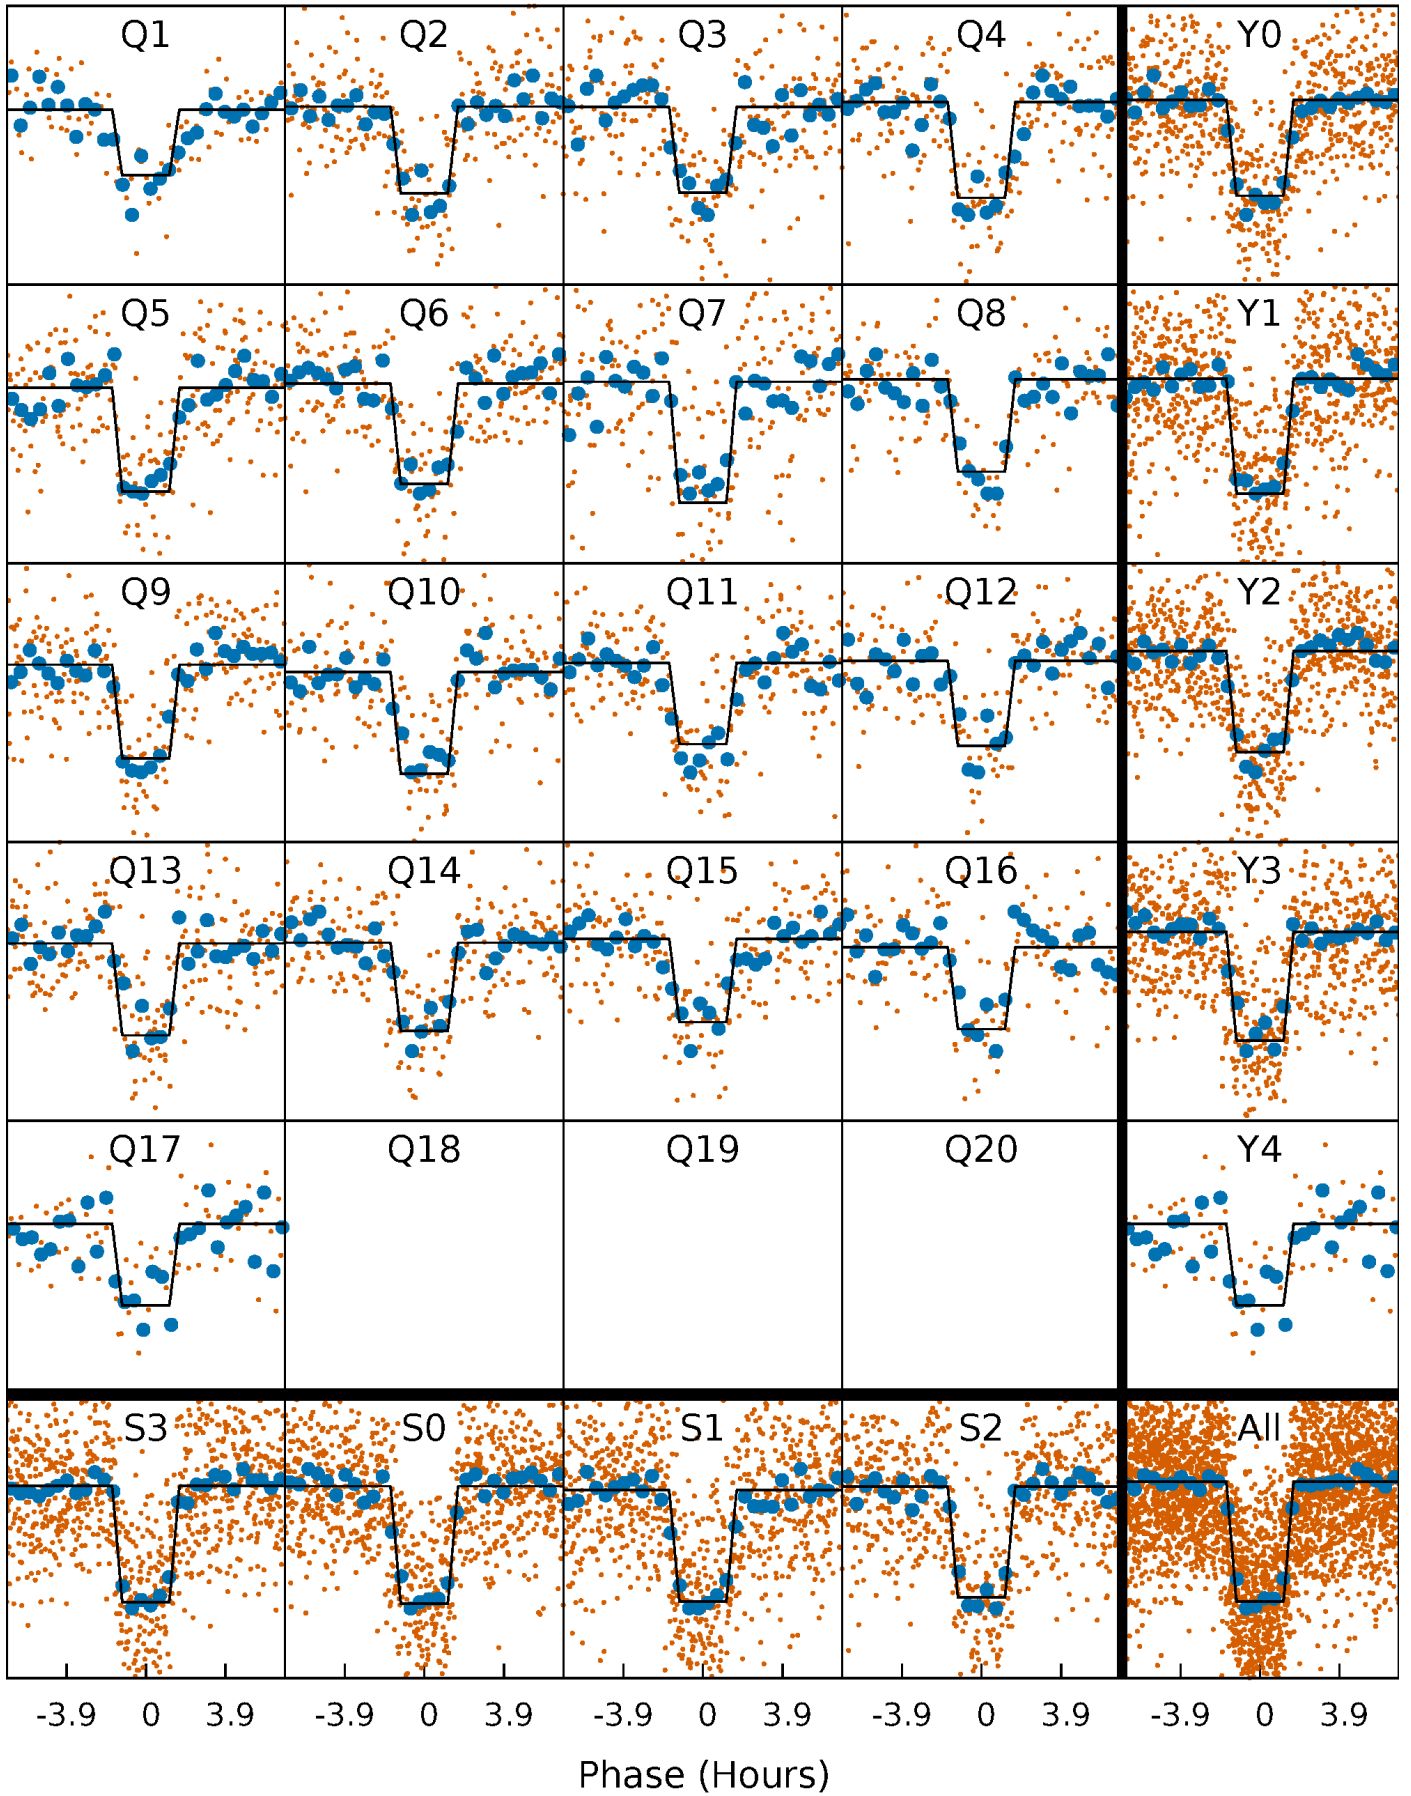 Q1 Q2 Q3 Q4 Y0
Q5 Q6 Q7 Q8 Y1
Q9 Q10 Q11 Q12 Y2
Q13 Q14 Q15 Q16 Y3
Q17 Q18 Q19 Q20 Y4
S3 S0 S1 S2 All
-3.9 0 3.9 -3.9 0 3.9 -3.9 0 3.9 -3.9 0 3.9 -3.9 0 3.9
Phase (Hours)